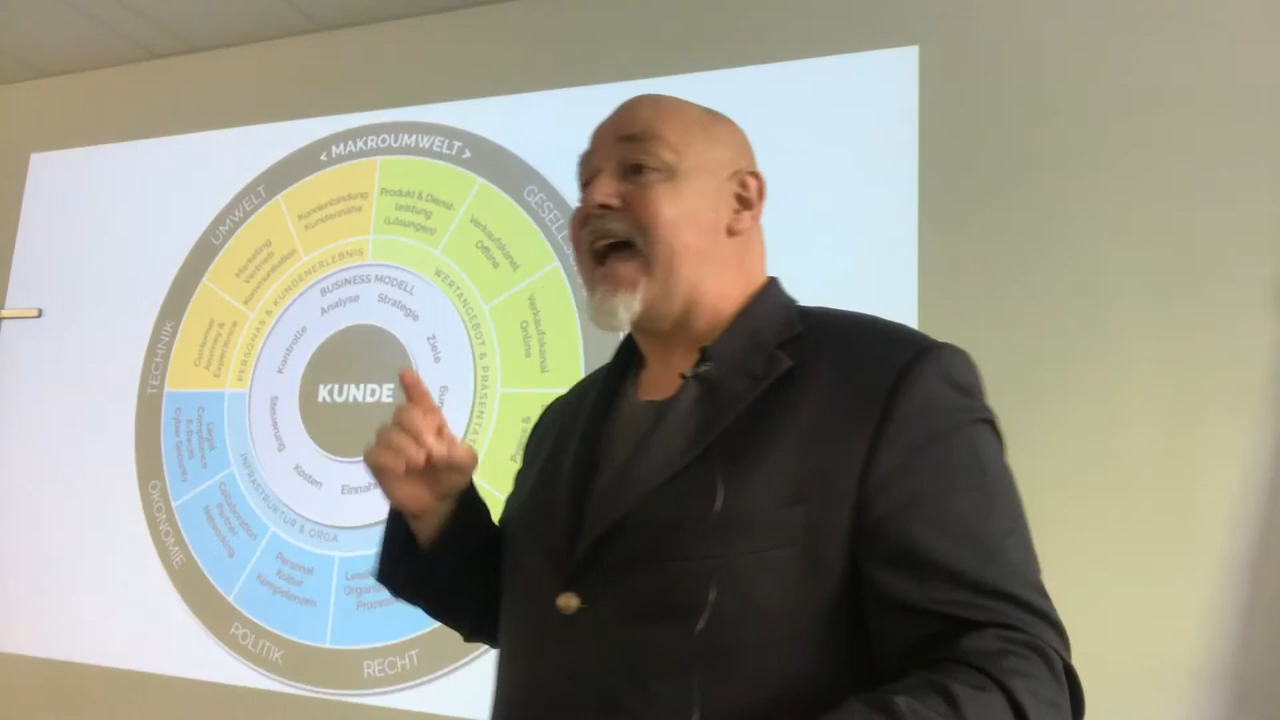 < MAKROUMWELT >
UMWELT
TECHNIK
ÖKONOMIE
POLITIK
RECHT
Kundenbindung
Kundennähe
Produkt & Dienst-
leistung
(Lösungen)
Verkaufskanal
Offline
Verkaufskanal
Online
Marketing
Vertrieb
Kommunikation
Customer
Journey &
Experience
Legal
Compliance
E-Recht
Cyber Security
Collaboration
Partner
Networking
Personal
Kultur
Kompetenzen
PERSONAS & KUNDENERLEBNIS
WERTANGEBOT & PRÄSENTAT
INFRASTRUKTUR & ORGA
BUSINESS MODELL
Analyse
Strategie
Ziele
Kosten
Steuerung
Kontrolle
KUNDE